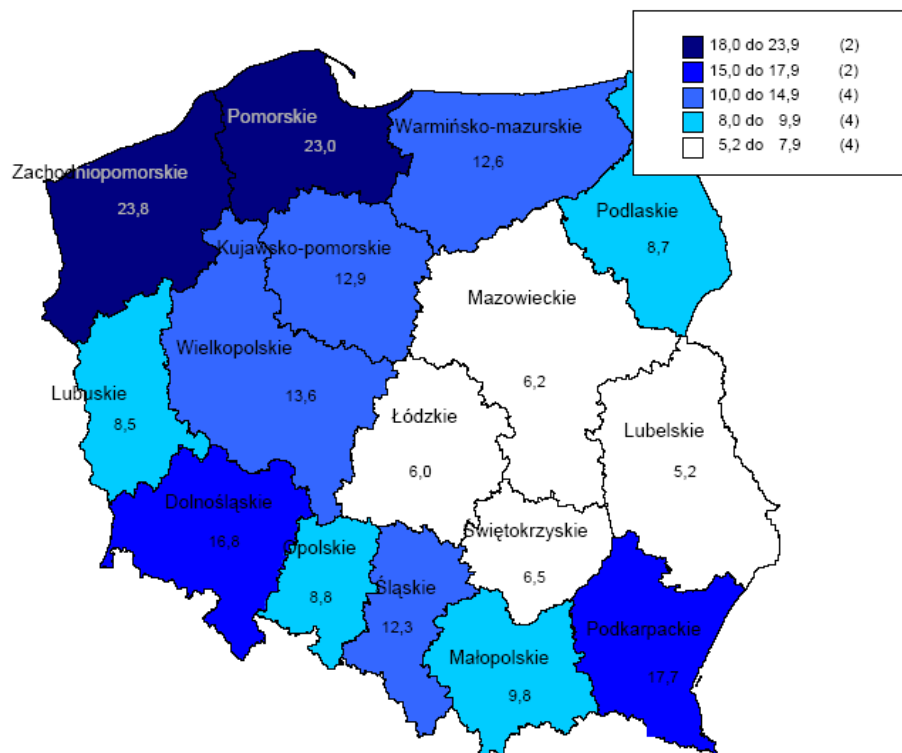 18,0 do 23,9 (2)
15,0 do 17,9 (2)
10,0 do 14,9 (4)
8,0 do 9,9 (4)
5,2 do 7,9 (4)
Pomorskie
23,0
Warmińsko-mazurskie
12,6
Zachodniopomorskie
23,8
Podlaskie
8,7
Kujawsko-pomorskie
12,9
Mazowieckie
6,2
Wielkopolskie
13,6
Lubuskie
8,5
Łódzkie
6,0
Lubelskie
5,2
Dolnośląskie
16,8
Świętokrzyskie
6,5
Opolskie
8,8
Śląskie
12,3
Podkarpackie
17,7
Małopolskie
9,8